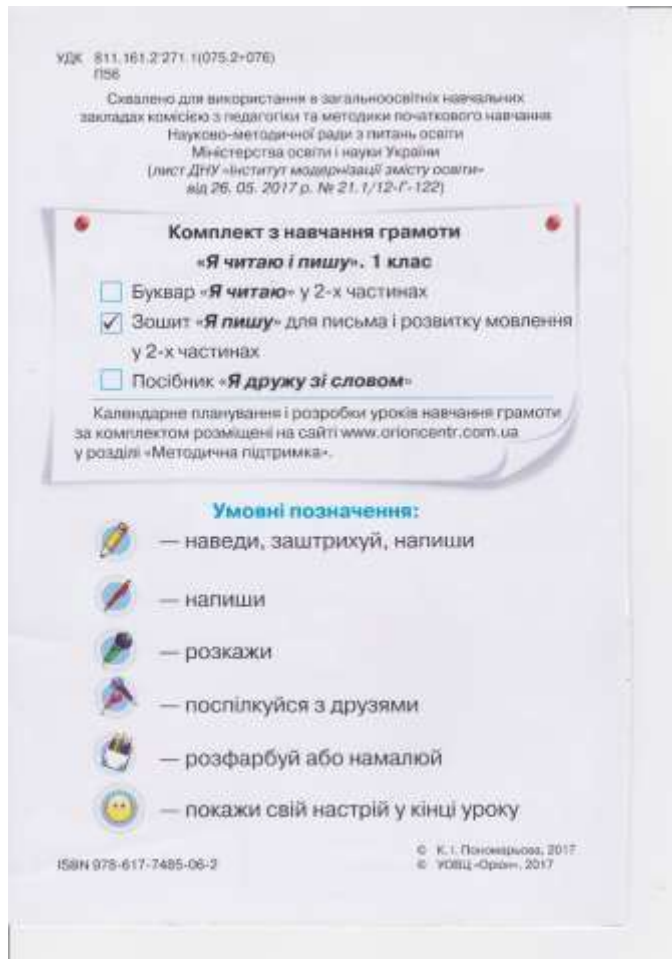 УДК 811.161.2'271.1(075.2+076)
П56
Схвалено для використання в загальноосвітніх навчальних
закладах комісією з педагогіки та методики початкового навчання
Науково-методичної ради з питань освіти
Міністерства освіти і науки України
(лист ДНУ «Інститут модернізації змісту освіти»
від 26. 05. 2017 р. № 21.1/12-Г-122)
Комплект з навчання грамоти
«Я читаю і пишу». 1 клас
Буквар «Я читаю» у 2-х частинах
Зошит «Я пишу» для письма і розвитку мовлення
у 2-х частинах
Посібник «Я дружу зі словом»
Календарне планування і розробки уроків навчання грамоти
за комплектом розміщені на сайті www.orioncentr.com.ua
у розділі «Методична підтримка».
Умовні позначення:
— наведи, заштрихуй, напиши
— напиши
— розкажи
— поспілкуйся з друзями
— розфарбуй або намалюй
— покажи свій настрій у кінці уроку
© К. І. Пономарьова, 2017
ISBN 978-617-7485-06-2
© УОВЦ «Оріон», 2017